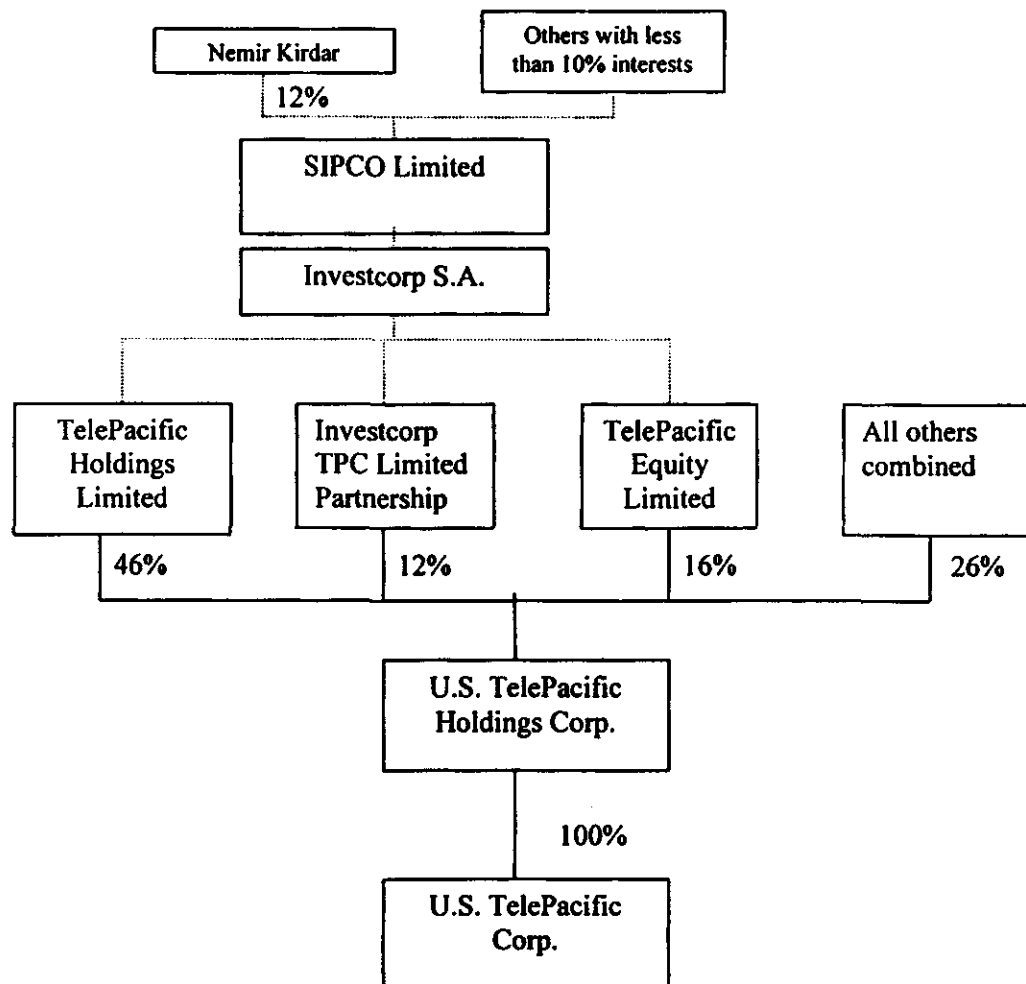 Nemir Kirdar
Others with less
than 10% interests
12%
SIPCO Limited
Investcorp S.A.
TelePacific
Holdings
Limited
Investcorp
TPC Limited
Partnership
TelePacific
Equity
Limited
All others
combined
46%
12%
16%
26%
U.S. TelePacific
Holdings Corp.
100%
U.S. TelePacific
Corp.